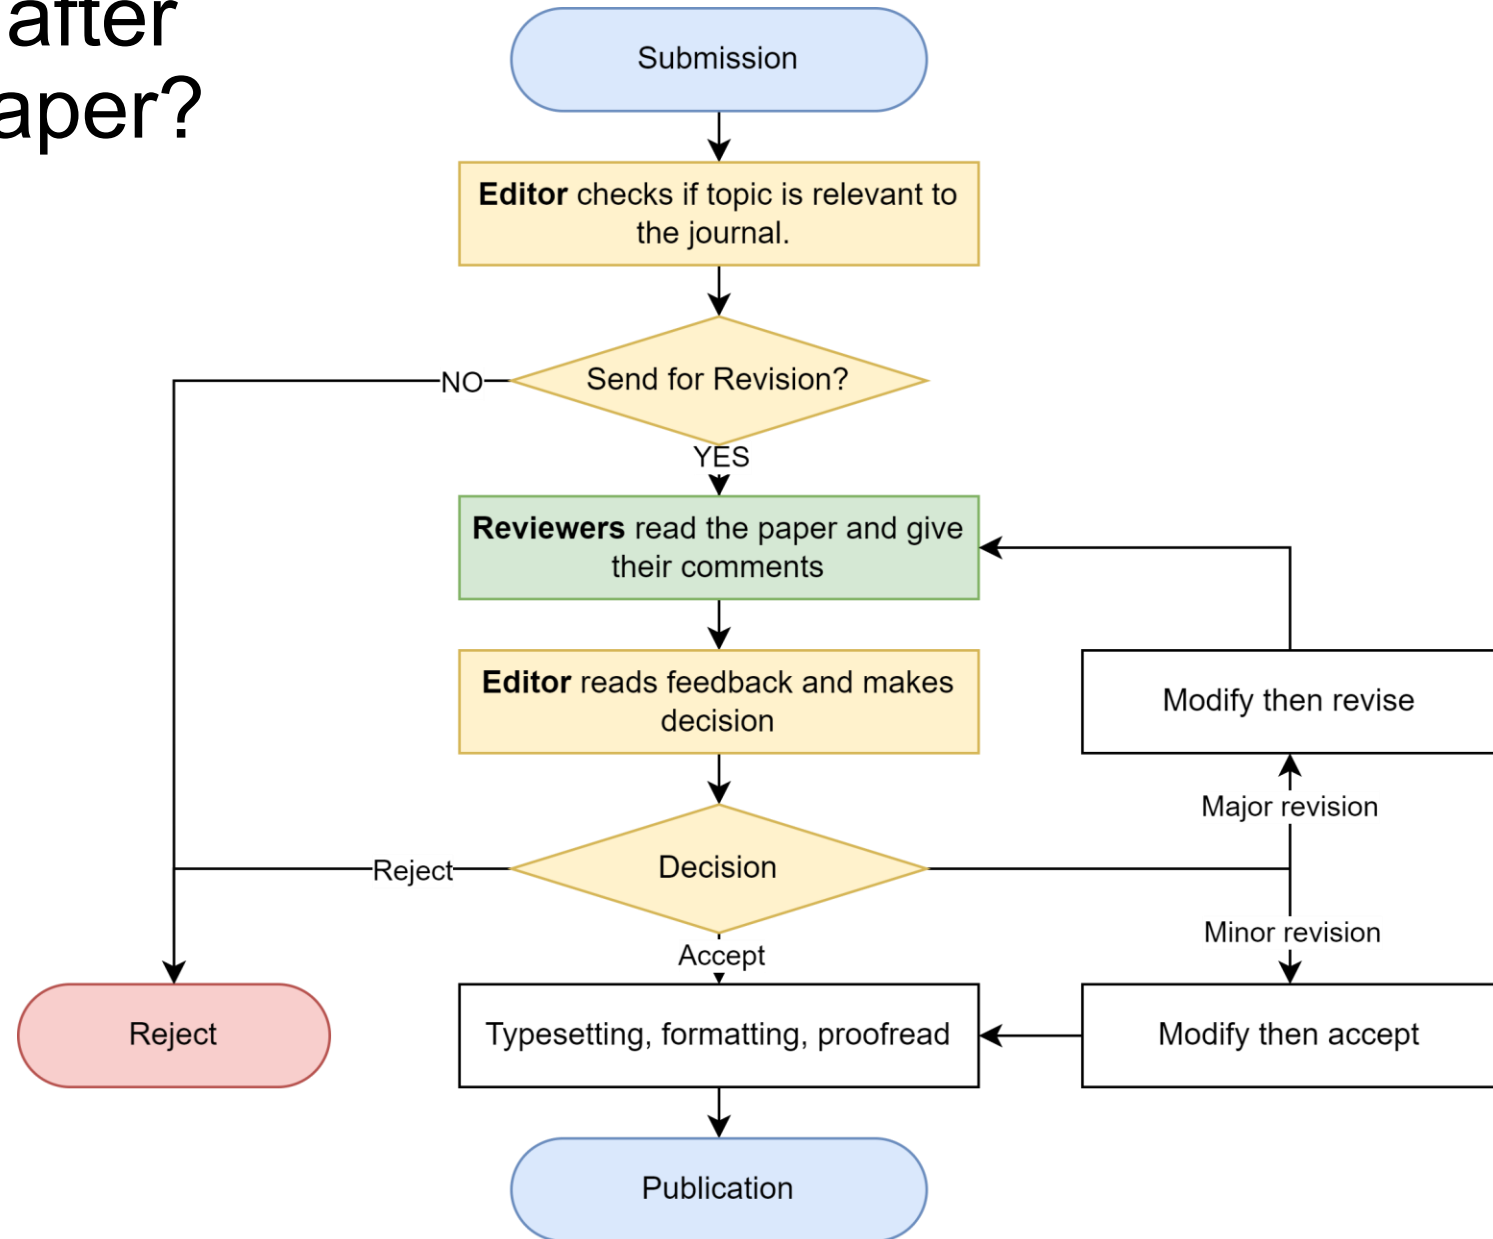 after
aper?
Submission
Editor checks if topic is relevant to
the journal.
Send for Revision?
NO
YES
Reviewers read the paper and give
their comments
Editor reads feedback and makes
decision
Modify then revise
Major revision
Decision
Reject
Minor revision
Accept
Reject
Typesetting, formatting, proofread
Modify then accept
Publication